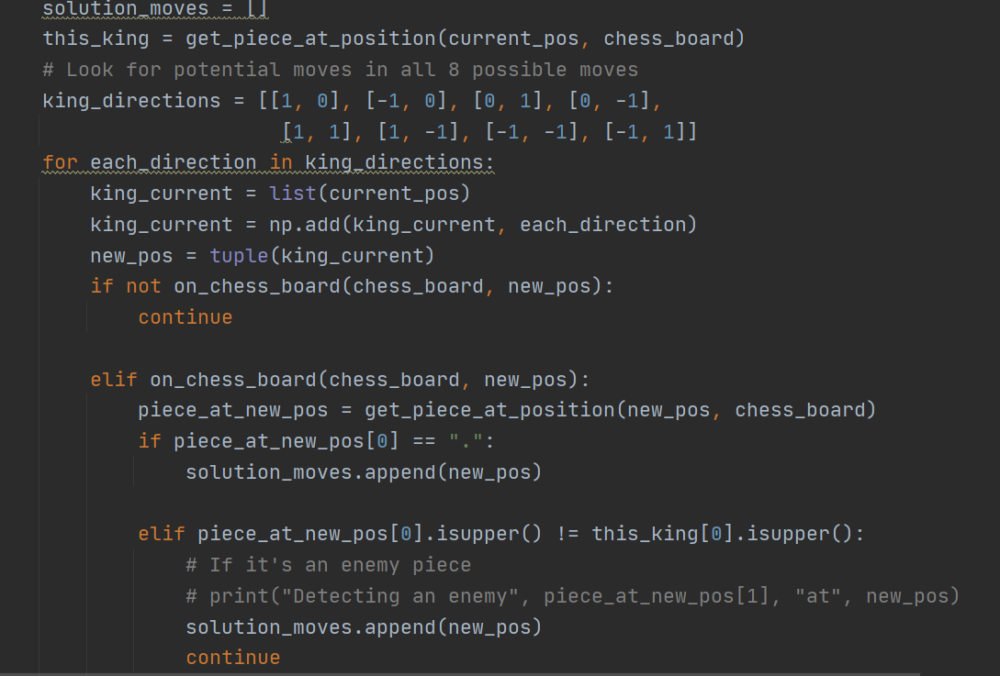 solution_moves = []
this_king = get_piece_at_position(current_pos, chess_board)
# Look for potential moves in all 8 possible moves
king_directions = [[1, 0], [-1, 0], [0, 1], [0, -1],
                    [1, 1], [1, -1], [-1, -1], [-1, 1]]
for each_direction in king_directions:
    king_current = list(current_pos)
    king_current = np.add(king_current, each_direction)
    new_pos = tuple(king_current)
    if not on_chess_board(chess_board, new_pos):
        continue

    elif on_chess_board(chess_board, new_pos):
        piece_at_new_pos = get_piece_at_position(new_pos, chess_board)
        if piece_at_new_pos[0] == ".":
            solution_moves.append(new_pos)

        elif piece_at_new_pos[0].isupper() != this_king[0].isupper():
            # If it's an enemy piece
            # print("Detecting an enemy", piece_at_new_pos[1], "at", new_pos)
            solution_moves.append(new_pos)
            continue